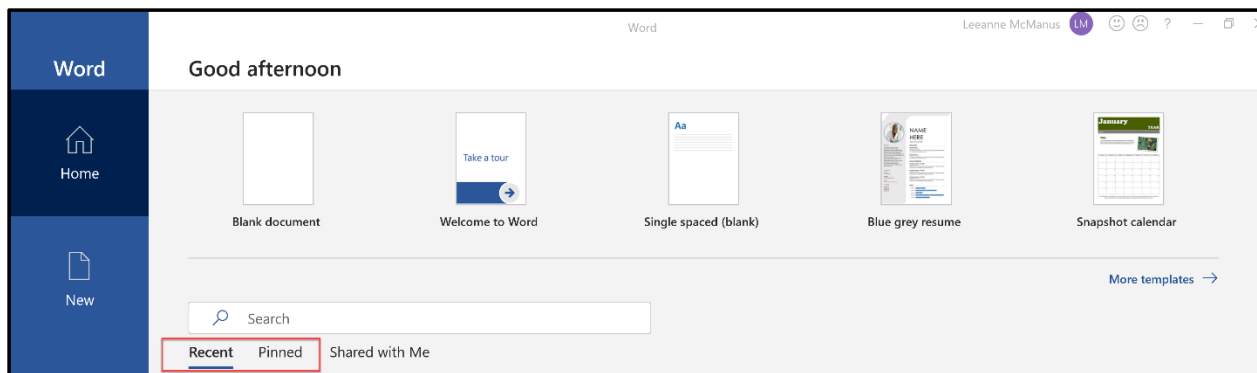 Word
Leeanne McManus LM ?
Word
Good afternoon
Home
New
Take a tour
Aa
NAME
HERE
January
YEAR
Blank document
Welcome to Word
Single spaced (blank)
Blue grey resume
Snapshot calendar
More templates
Search
Recent Pinned Shared with Me